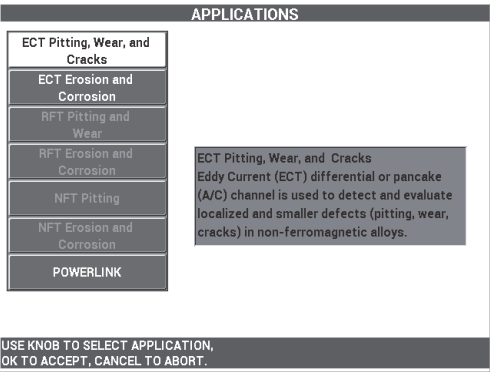 APPLICATIONS
ECT Pitting, Wear, and
Cracks
ECT Erosion and
Corrosion
RFT Pitting and
Wear
RFT Erosion and
Corrosion
NFT Pitting
NFT Erosion and
Corrosion
POWERLINK
ECT Pitting, Wear, and Cracks
Eddy Current (ECT) differential or pancake
(A/C) channel is used to detect and evaluate
localized and smaller defects (pitting, wear,
cracks) in non-ferromagnetic alloys.
USE KNOB TO SELECT APPLICATION,
OK TO ACCEPT, CANCEL TO ABORT.